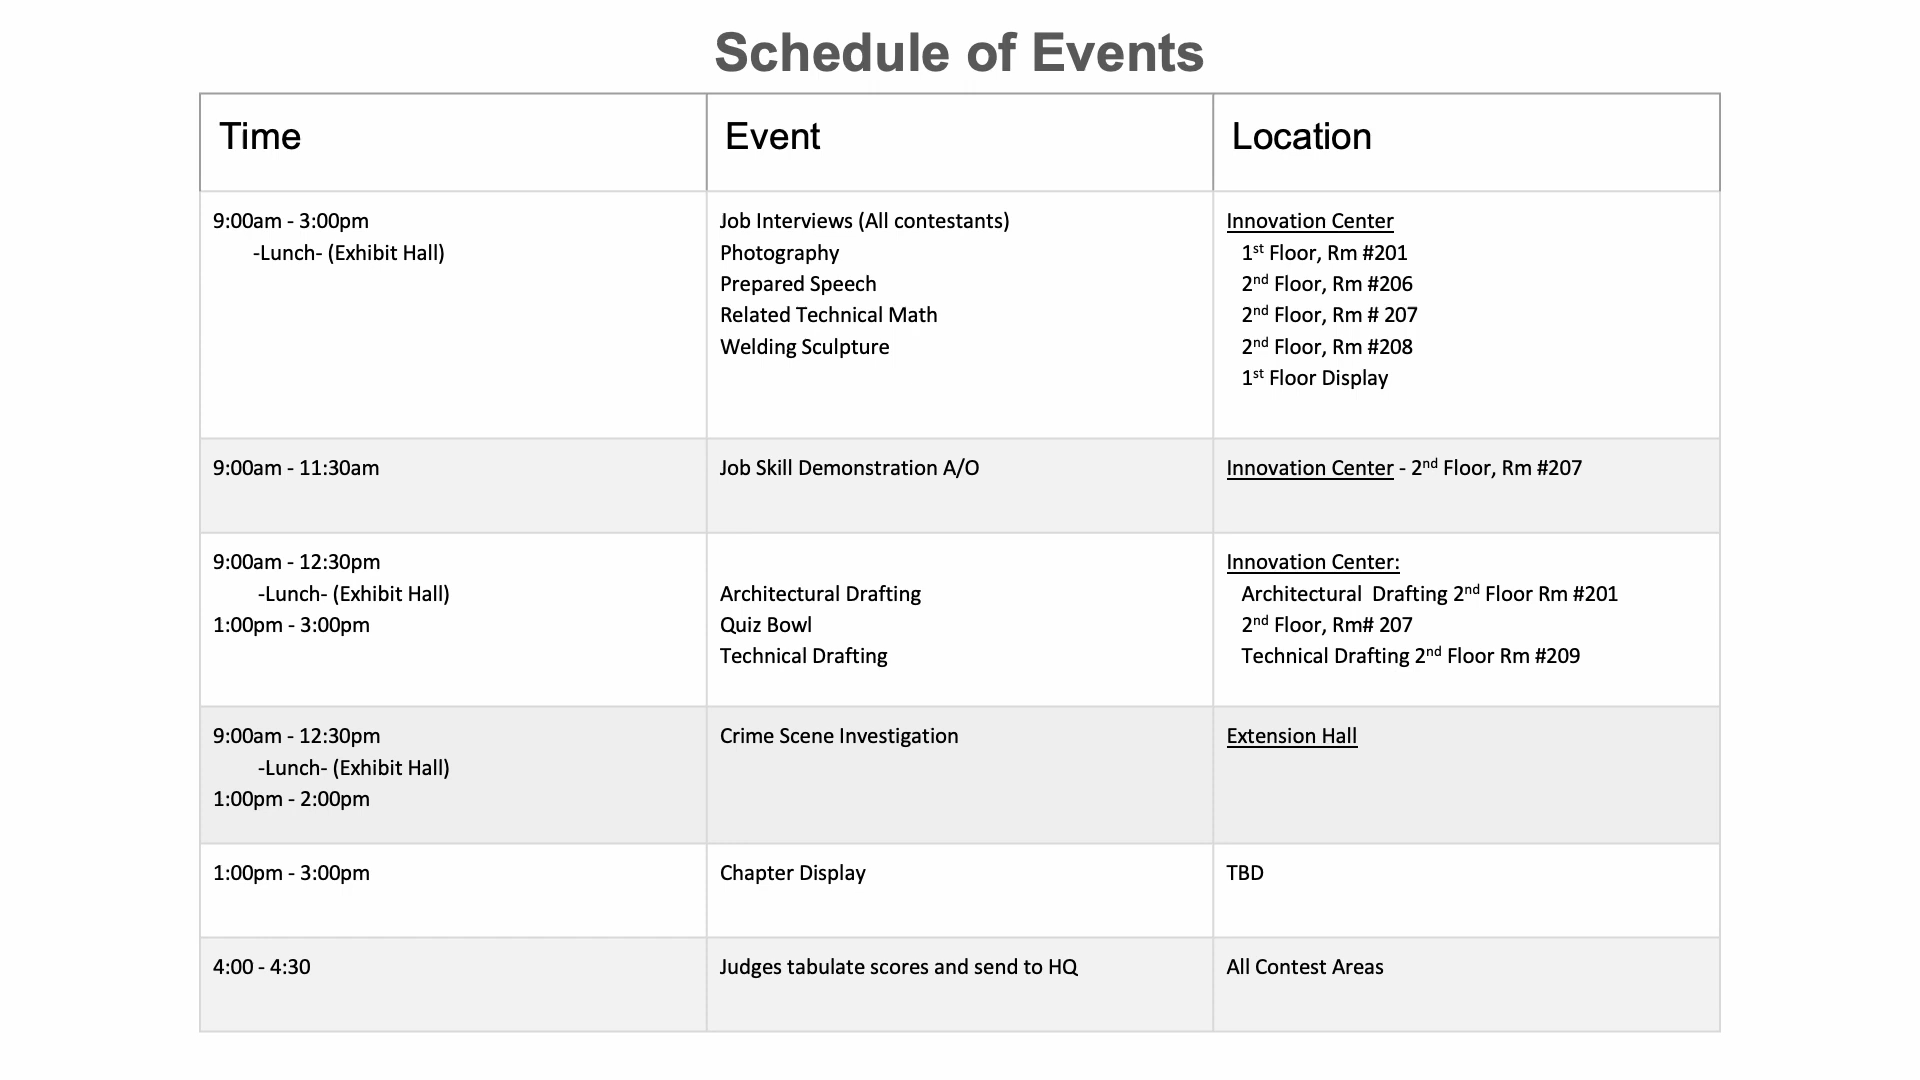 Schedule of Events
Time
Event
Location
9:00am - 3:00pm
-Lunch- (Exhibit Hall)
Job Interviews (All contestants)
Photography
Prepared Speech
Related Technical Math
Welding Sculpture
Innovation Center
1st Floor, Rm #201
2nd Floor, Rm #206
2nd Floor, Rm # 207
2nd Floor, Rm #208
1st Floor Display
9:00am - 11:30am
Job Skill Demonstration A/O
Innovation Center - 2nd Floor, Rm #207
9:00am - 12:30pm
-Lunch- (Exhibit Hall)
1:00pm - 3:00pm
Architectural Drafting
Quiz Bowl
Technical Drafting
Innovation Center:
Architectural  Drafting 2nd Floor Rm #201
2nd Floor, Rm# 207
Technical Drafting 2nd Floor Rm #209
9:00am - 12:30pm
-Lunch- (Exhibit Hall)
1:00pm - 2:00pm
Crime Scene Investigation
Extension Hall
1:00pm - 3:00pm
Chapter Display
TBD
4:00 - 4:30
Judges tabulate scores and send to HQ
All Contest Areas